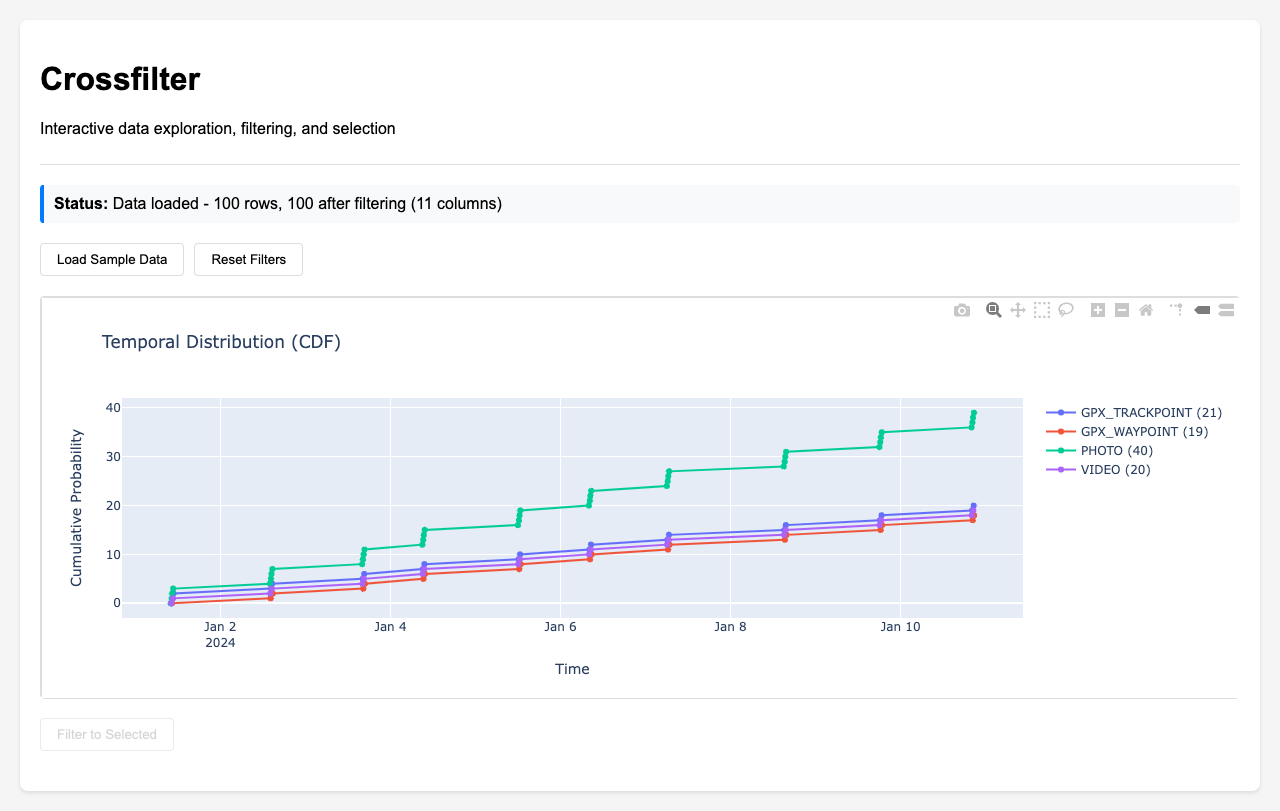 Crossfilter
Interactive data exploration, filtering, and selection
Status: Data loaded - 100 rows, 100 after filtering (11 columns)
Load Sample Data
Reset Filters
Temporal Distribution (CDF)
Cumulative Probability
40
30
20
10
0
Jan 2
2024
Jan 4
Jan 6
Jan 8
Jan 10
Time
GPX_TRACKPOINT (21)
GPX_WAYPOINT (19)
PHOTO (40)
VIDEO (20)
Filter to Selected